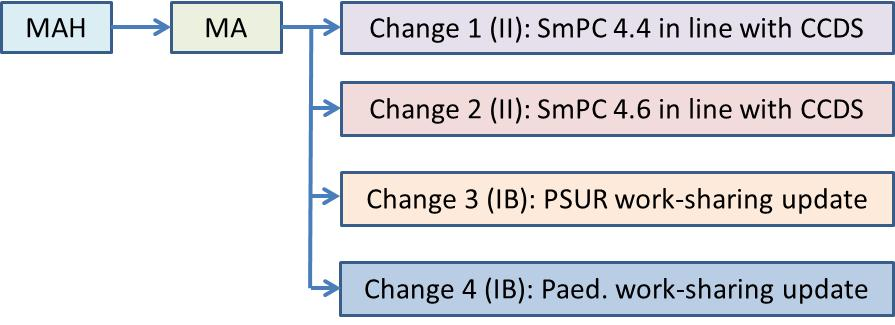 MAH
MA
Change 1 (II): SmPC 4.4 in line with CCDS
Change 2 (II): SmPC 4.6 in line with CCDS
Change 3 (IB): PSUR work-sharing update
Change 4 (IB): Paed. work-sharing update